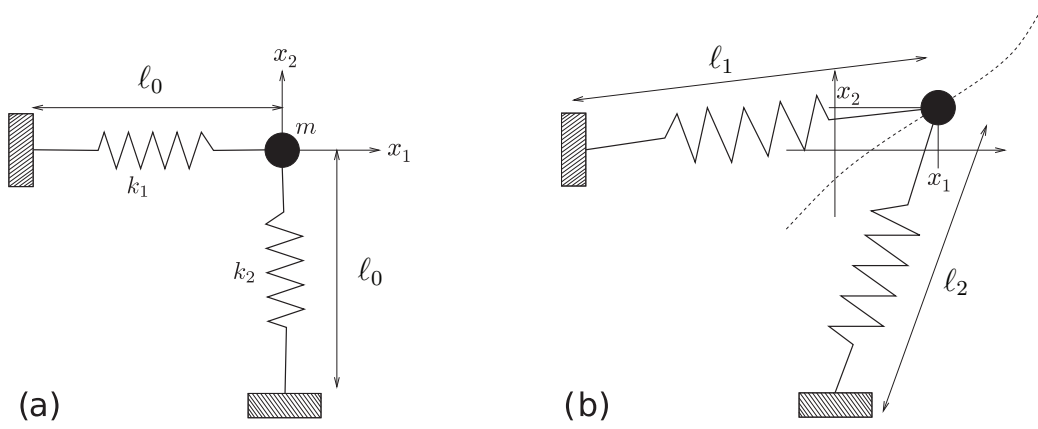 x₂
ℓ₀
m
x₁
k₁
k₂
ℓ₀
(a)
ℓ₁
x₂
x₁
ℓ₂
(b)